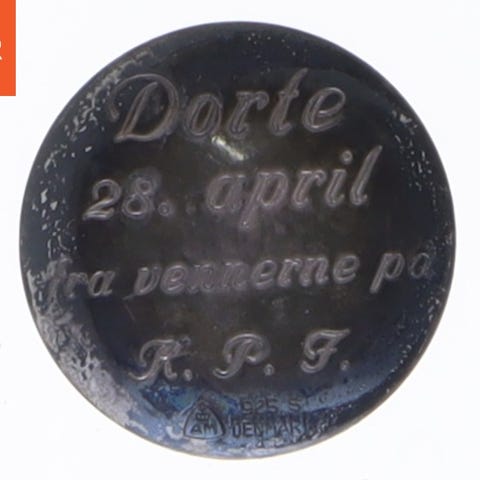 Dorte
28. april
fra vennerne på
K. P. F.
925 S
DENMARK